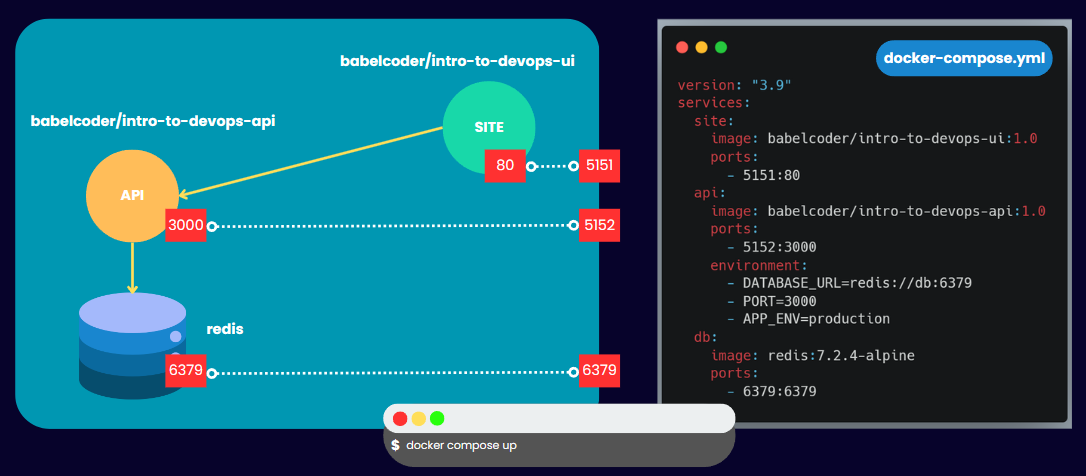 babelcoder/intro-to-devops-ui
babelcoder/intro-to-devops-api
SITE
80
5151
API
3000
5152
redis
6379
6379
docker-compose.yml
version: "3.9"
services:
  site:
    image: babelcoder/intro-to-devops-ui:1.0
    ports:
      - 5151:80
  api:
    image: babelcoder/intro-to-devops-api:1.0
    ports:
      - 5152:3000
    environment:
      - DATABASE_URL=redis://db:6379
      - PORT=3000
      - APP_ENV=production
  db:
    image: redis:7.2.4-alpine
    ports:
      - 6379:6379
$ docker compose up